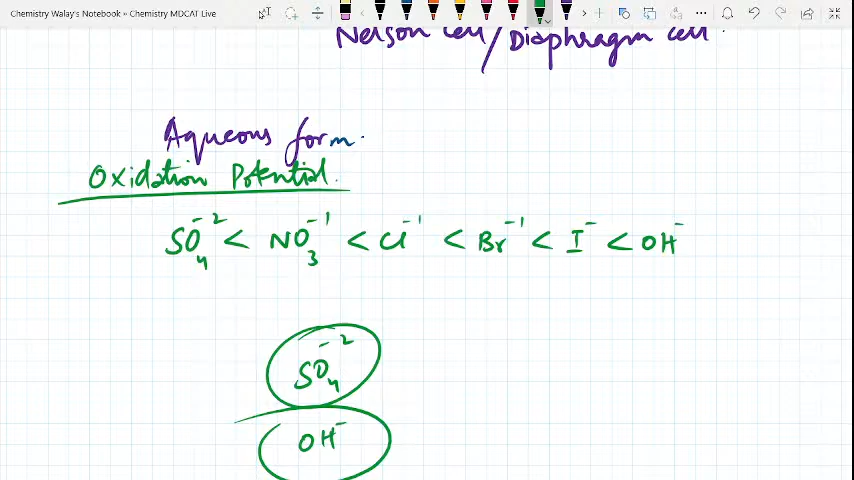 Chemistry Walay's Notebook » Chemistry MDCAT Live
Nelson cell/Diaphragm cell.
Aqueous form.
Oxidation Potential.
SO₄⁻² < NO₃⁻¹ < Cl⁻¹ < Br⁻¹ < I⁻ < OH⁻
SO₄⁻²
OH⁻